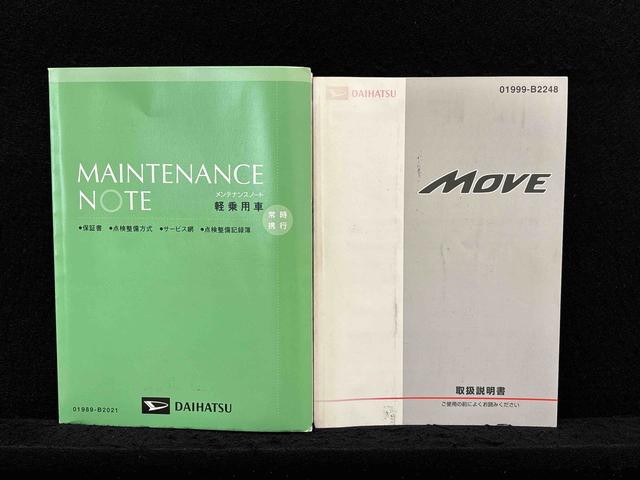 MAINTENANCE
NOTE
メンテナンスノート
軽乗用車
常時
携行
●保証書 ●点検整備方式 ●サービス網 ●点検整備記録簿
01989-B2021
DAIHATSU
DAIHATSU
01999-B2248
MOVE
取扱説明書
ご使用の前によくお読みください